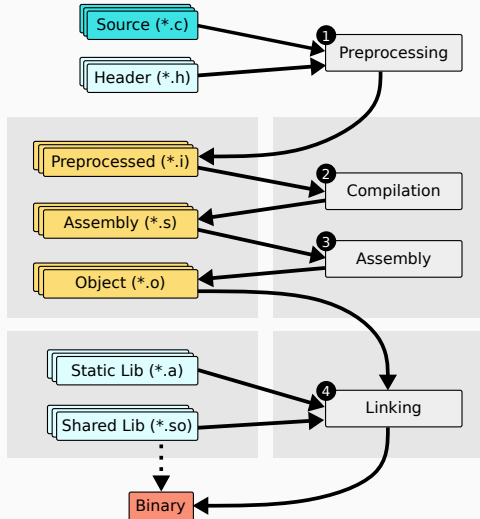 Source (*.c)
1
Preprocessing
Header (*.h)
Preprocessed (*.i)
2
Compilation
Assembly (*.s)
3
Assembly
Object (*.o)
Static Lib (*.a)
4
Linking
Shared Lib (*.so)
Binary